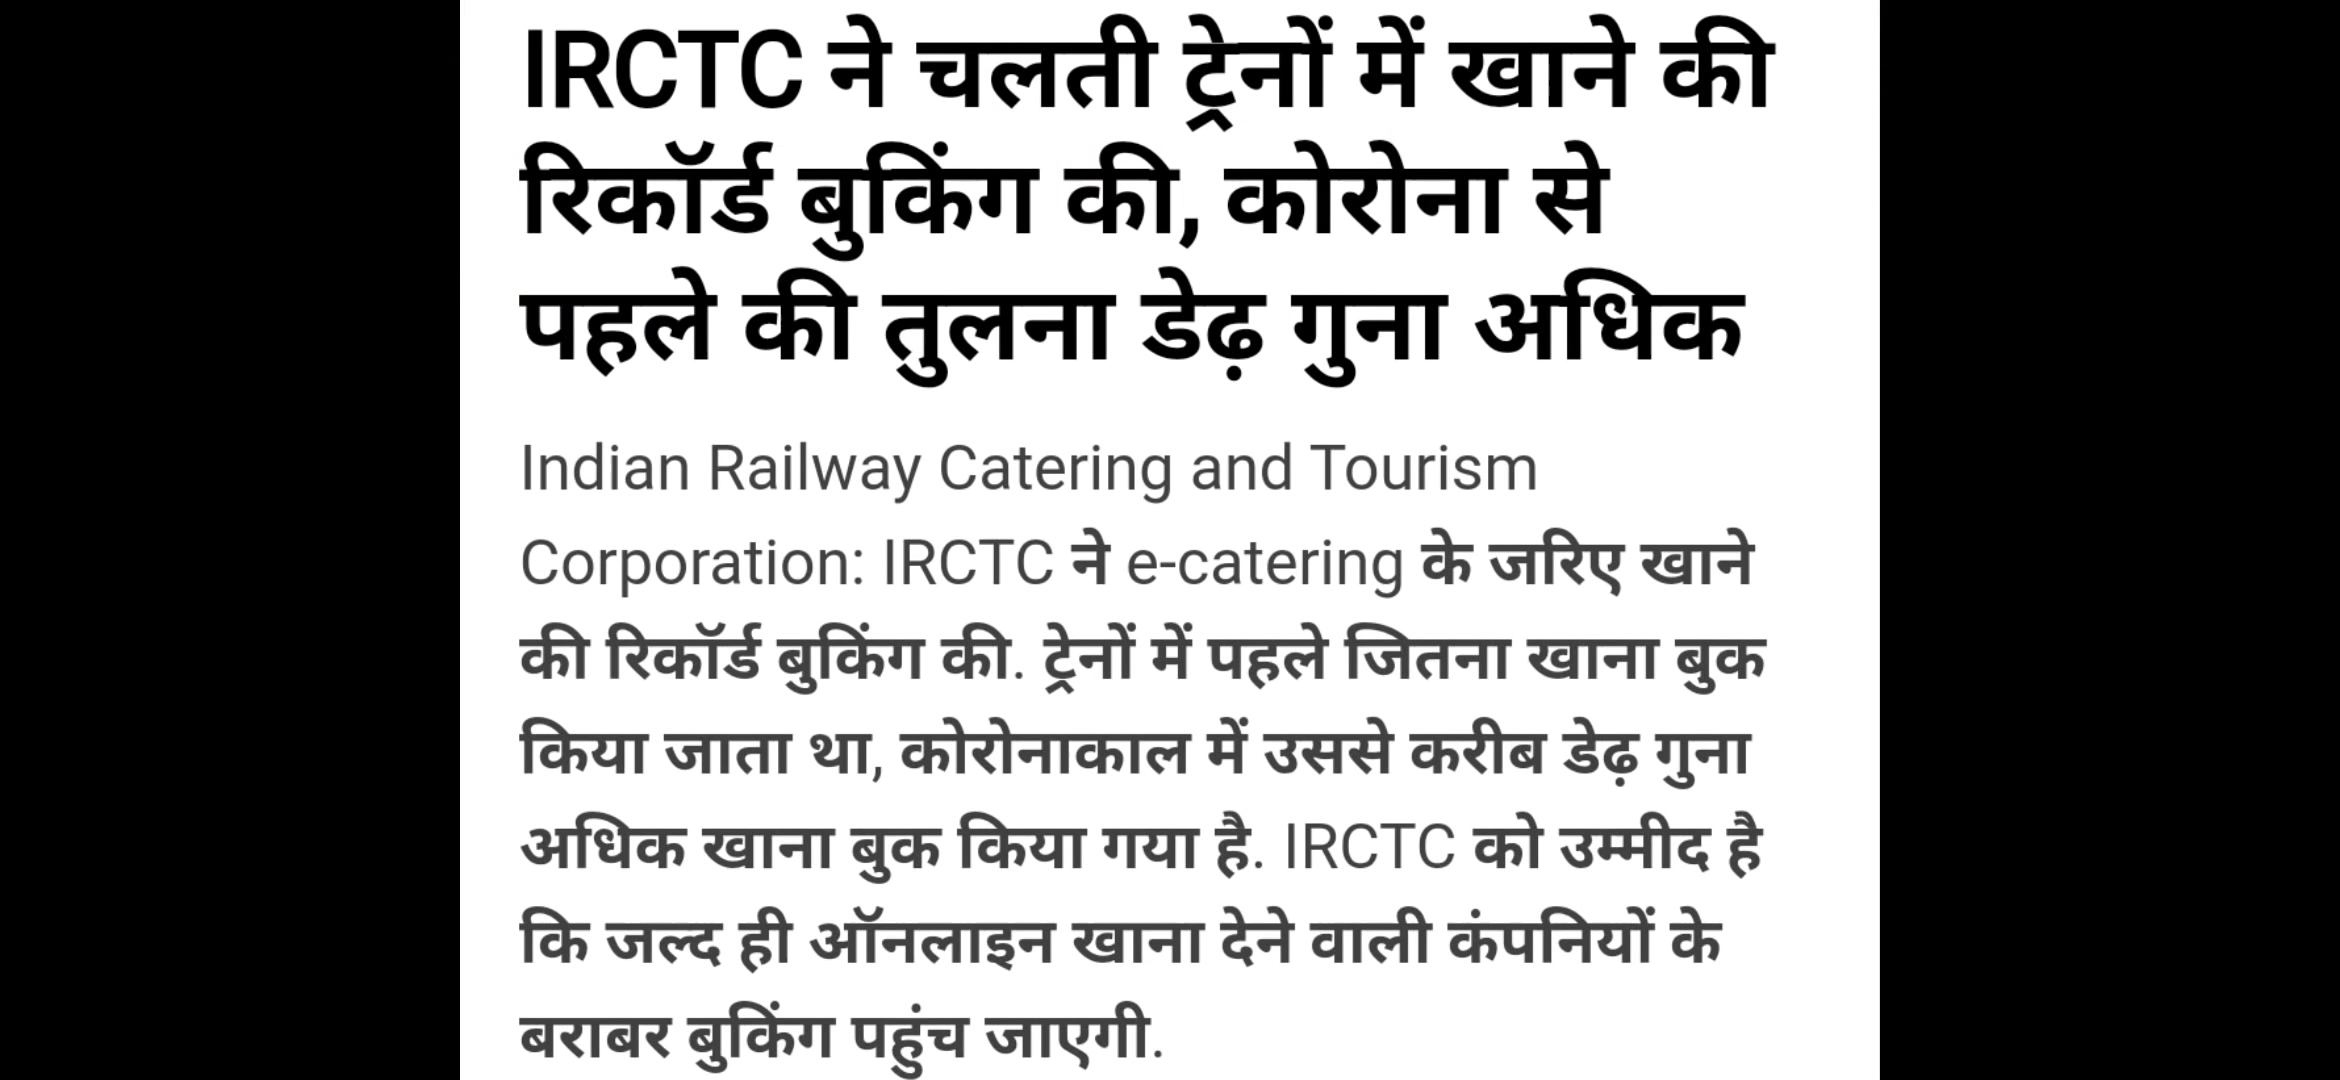 IRCTC ने चलती ट्रेनों में खाने की
रिकॉर्ड बुकिंग की, कोरोना से
पहले की तुलना डेढ़ गुना अधिक
Indian Railway Catering and Tourism
Corporation: IRCTC ने e-catering के जरिए खाने
की रिकॉर्ड बुकिंग की. ट्रेनों में पहले जितना खाना बुक
किया जाता था, कोरोनाकाल में उससे करीब डेढ़ गुना
अधिक खाना बुक किया गया है. IRCTC को उम्मीद है
कि जल्द ही ऑनलाइन खाना देने वाली कंपनियों के
बराबर बुकिंग पहुंच जाएगी.